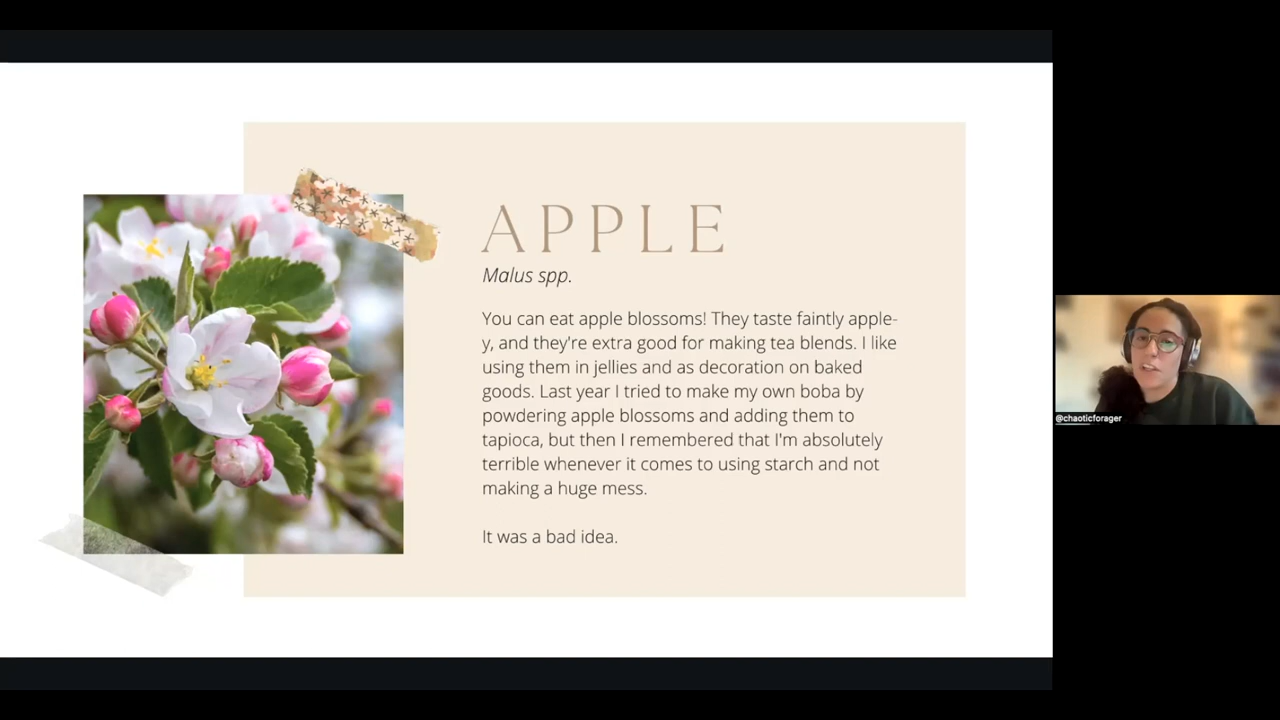 APPLE
Malus spp.
You can eat apple blossoms! They taste faintly apple-
y, and they're extra good for making tea blends. I like
using them in jellies and as decoration on baked
goods. Last year I tried to make my own boba by
powdering apple blossoms and adding them to
tapioca, but then I remembered that I'm absolutely
terrible whenever it comes to using starch and not
making a huge mess.
It was a bad idea.
@chaoticforager